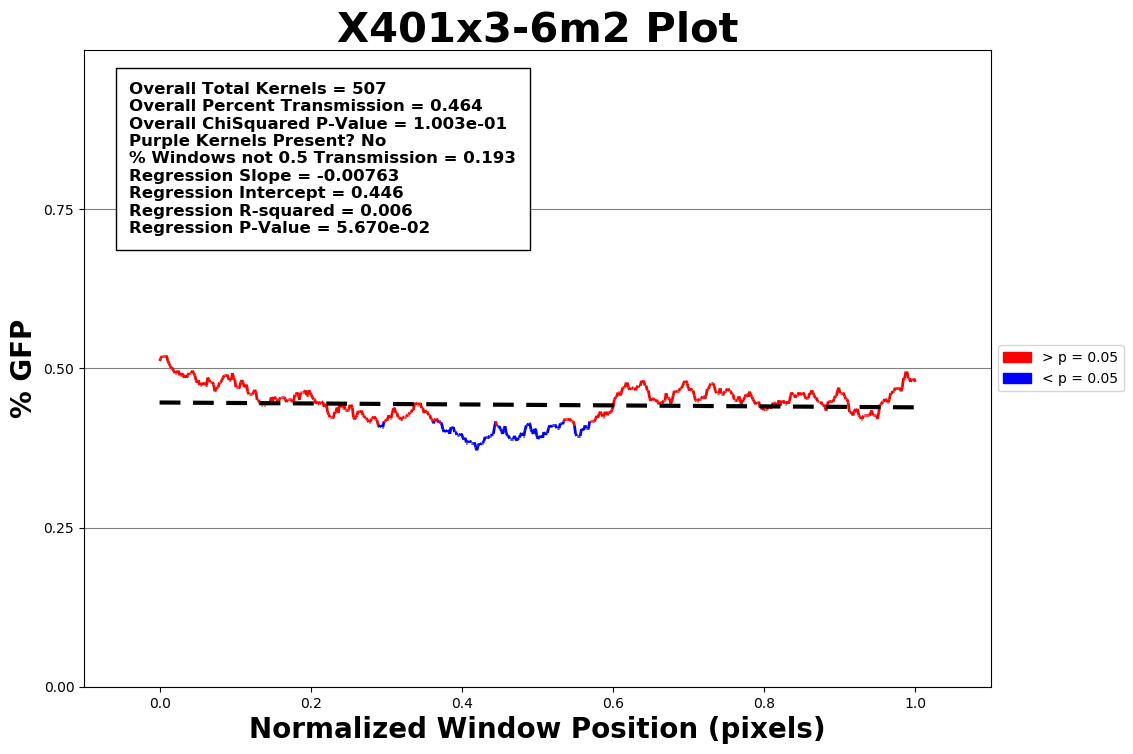 X401x3-6m2 Plot
Overall Total Kernels = 507
Overall Percent Transmission = 0.464
Overall ChiSquared P-Value = 1.003e-01
Purple Kernels Present? No
% Windows not 0.5 Transmission = 0.193
Regression Slope = -0.00763
Regression Intercept = 0.446
Regression R-squared = 0.006
Regression P-Value = 5.670e-02
% GFP
0.75
0.50
0.25
0.00
0.0 0.2 0.4 0.6 0.8 1.0
Normalized Window Position (pixels)
> p = 0.05
< p = 0.05